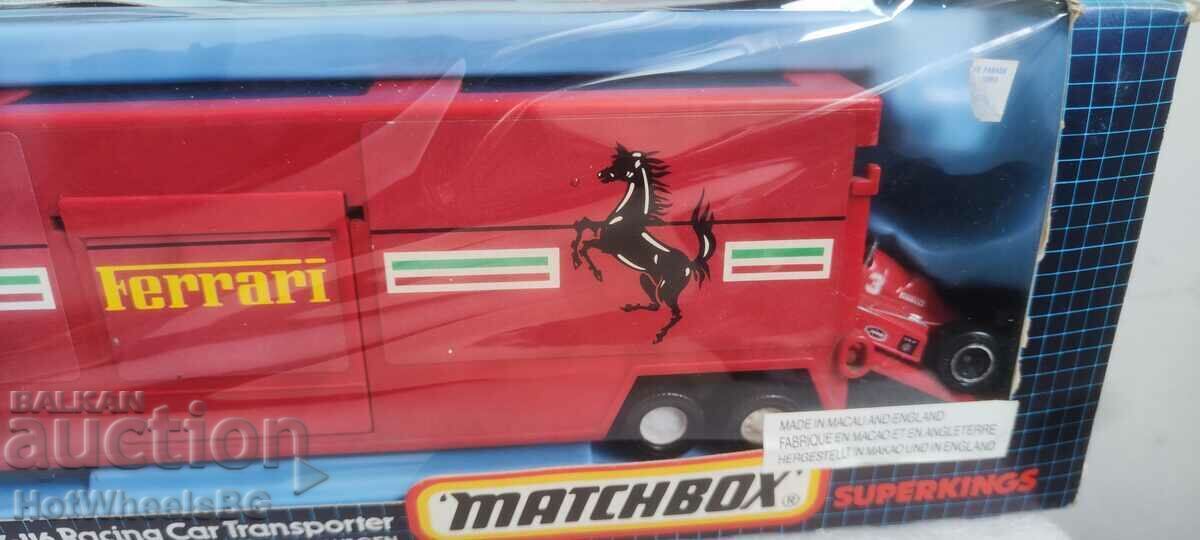 Ferrari
3
MADE IN MACAU AND ENGLAND
FABRIQUE EN MACAO ET EN ANGLETERRE
HERGESTELLT IN MAKAO UND IN ENGLAND
'MATCHBOX'®
SUPERKINGS
116 Racing Car Transporter
BALKAN
auction
HotWheelsBG